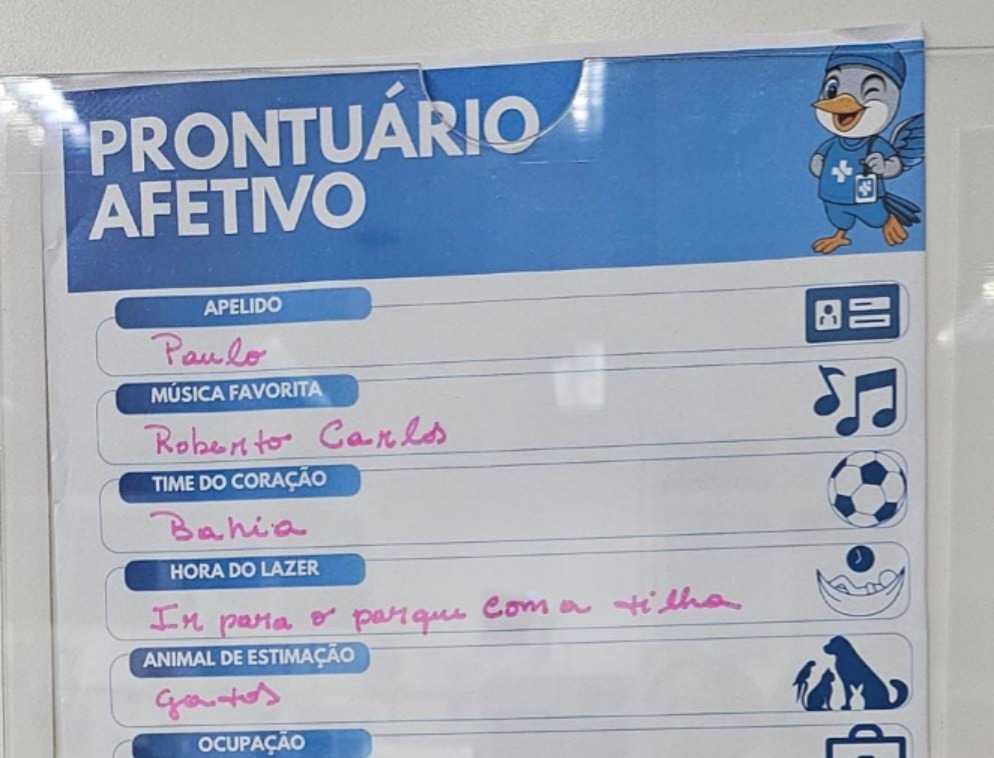 PRONTUÁRIO
AFETIVO
APELIDO
Paulo
MÚSICA FAVORITA
Roberto Carlos
TIME DO CORAÇÃO
Bahia
HORA DO LAZER
Ir para o parque com a filha
ANIMAL DE ESTIMAÇÃO
gatos
OCUPAÇÃO